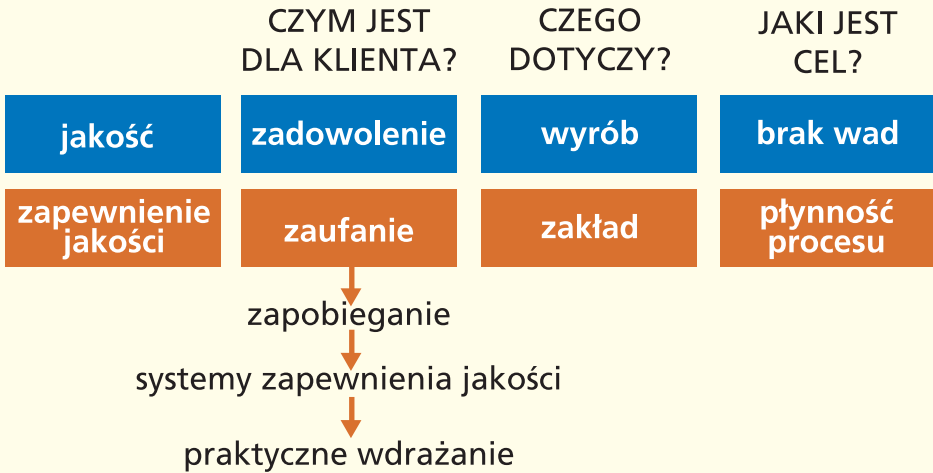 CZYM JEST
DLA KLIENTA?
CZEGO
DOTYCZY?
JAKI JEST
CEL?
jakość
zadowolenie
wyrób
brak wad
zapewnienie
jakości
zaufanie
zakład
płynność
procesu
zapobieganie
systemy zapewnienia jakości
praktyczne wdrażanie